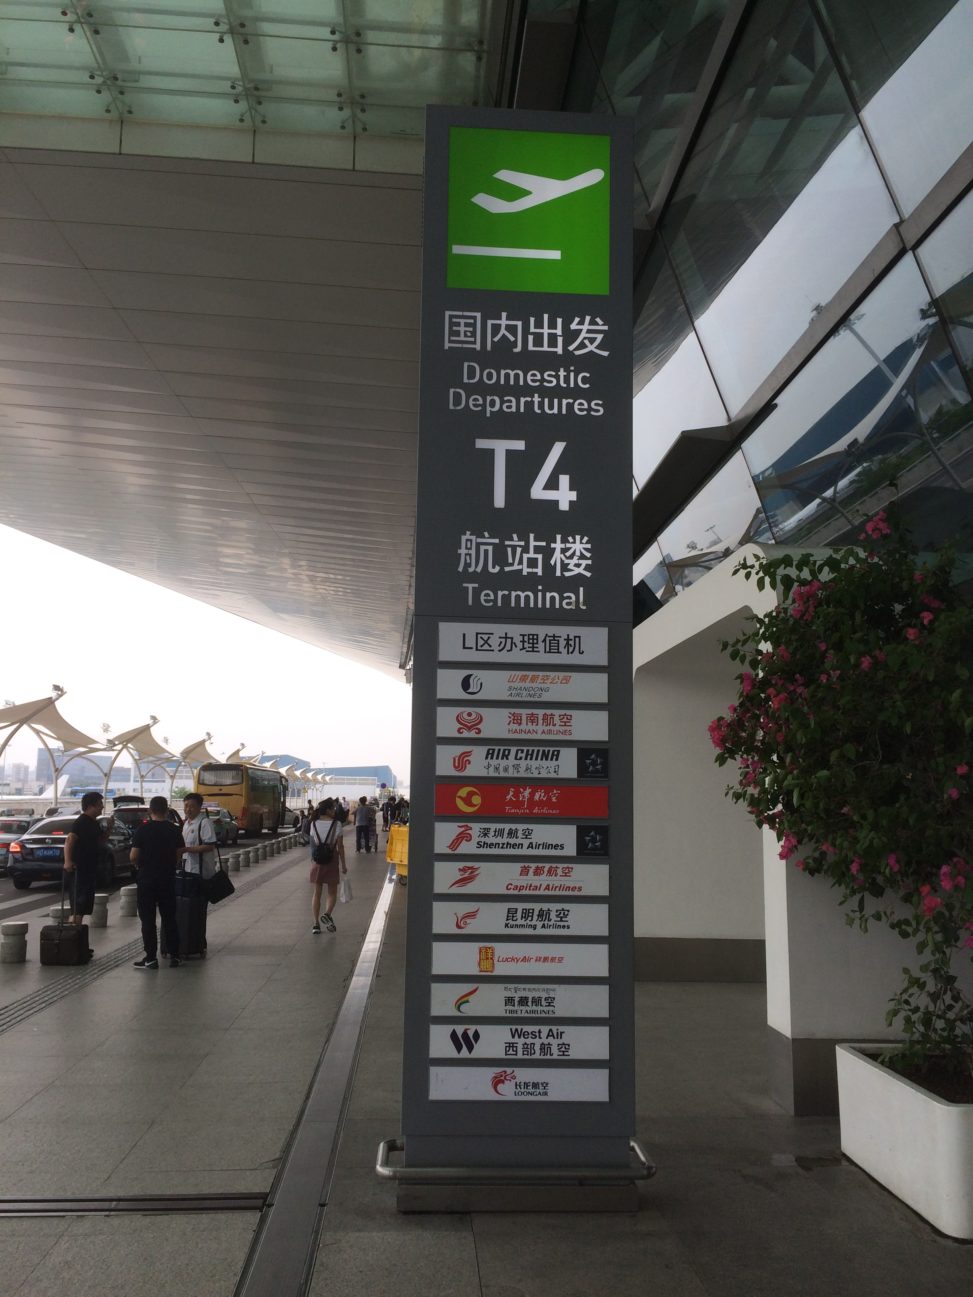 国内出发
Domestic
Departures
T4
航站楼
Terminal
L区办理值机
山东航空公司
SHANDONG
AIRLINES
海南航空
HAINAN AIRLINES
AIR CHINA
中国国际航空公司
天津航空
Tianjin Airlines
深圳航空
Shenzhen Airlines
首都航空
Capital Airlines
昆明航空
Kunming Airlines
祥鹏
LuckyAir 祥鹏航空
西藏航空
TIBET AIRLINES
West Air
西部航空
长龙航空
LOONGAIR